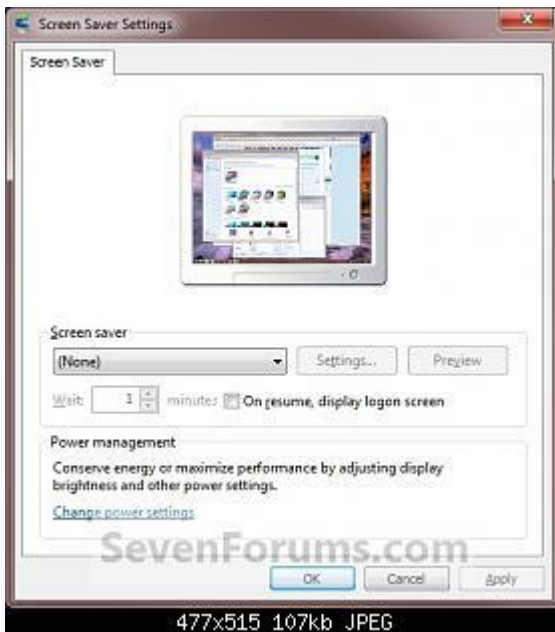 Screen Saver Settings
Screen Saver
Screen saver
(None)
Settings...
Preview
Wait: 1 minutes On resume, display logon screen
Power management
Conserve energy or maximize performance by adjusting display
brightness and other power settings.
Change power settings
SevenForums.com
OK Cancel Apply
477x515 107kb JPEG